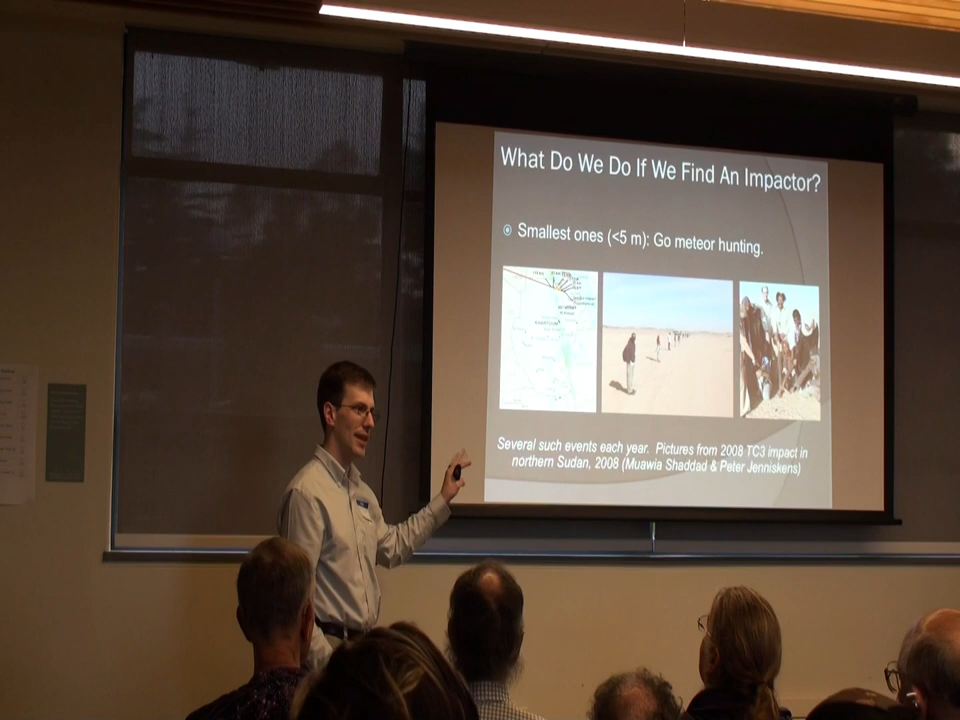 What Do We Do If We Find An Impactor?
Smallest ones (<5 m): Go meteor hunting.
Several such events each year. Pictures from 2008 TC3 impact in
northern Sudan, 2008 (Muawia Shaddad & Peter Jenniskens)